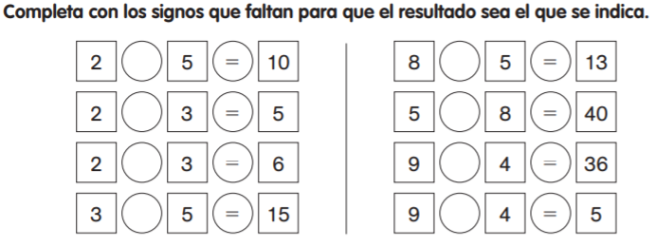 Completa con los signos que faltan para que el resultado sea el que se indica.
2 5 = 10
2 3 = 5
2 3 = 6
3 5 = 15
8 5 = 13
5 8 = 40
9 4 = 36
9 4 = 5